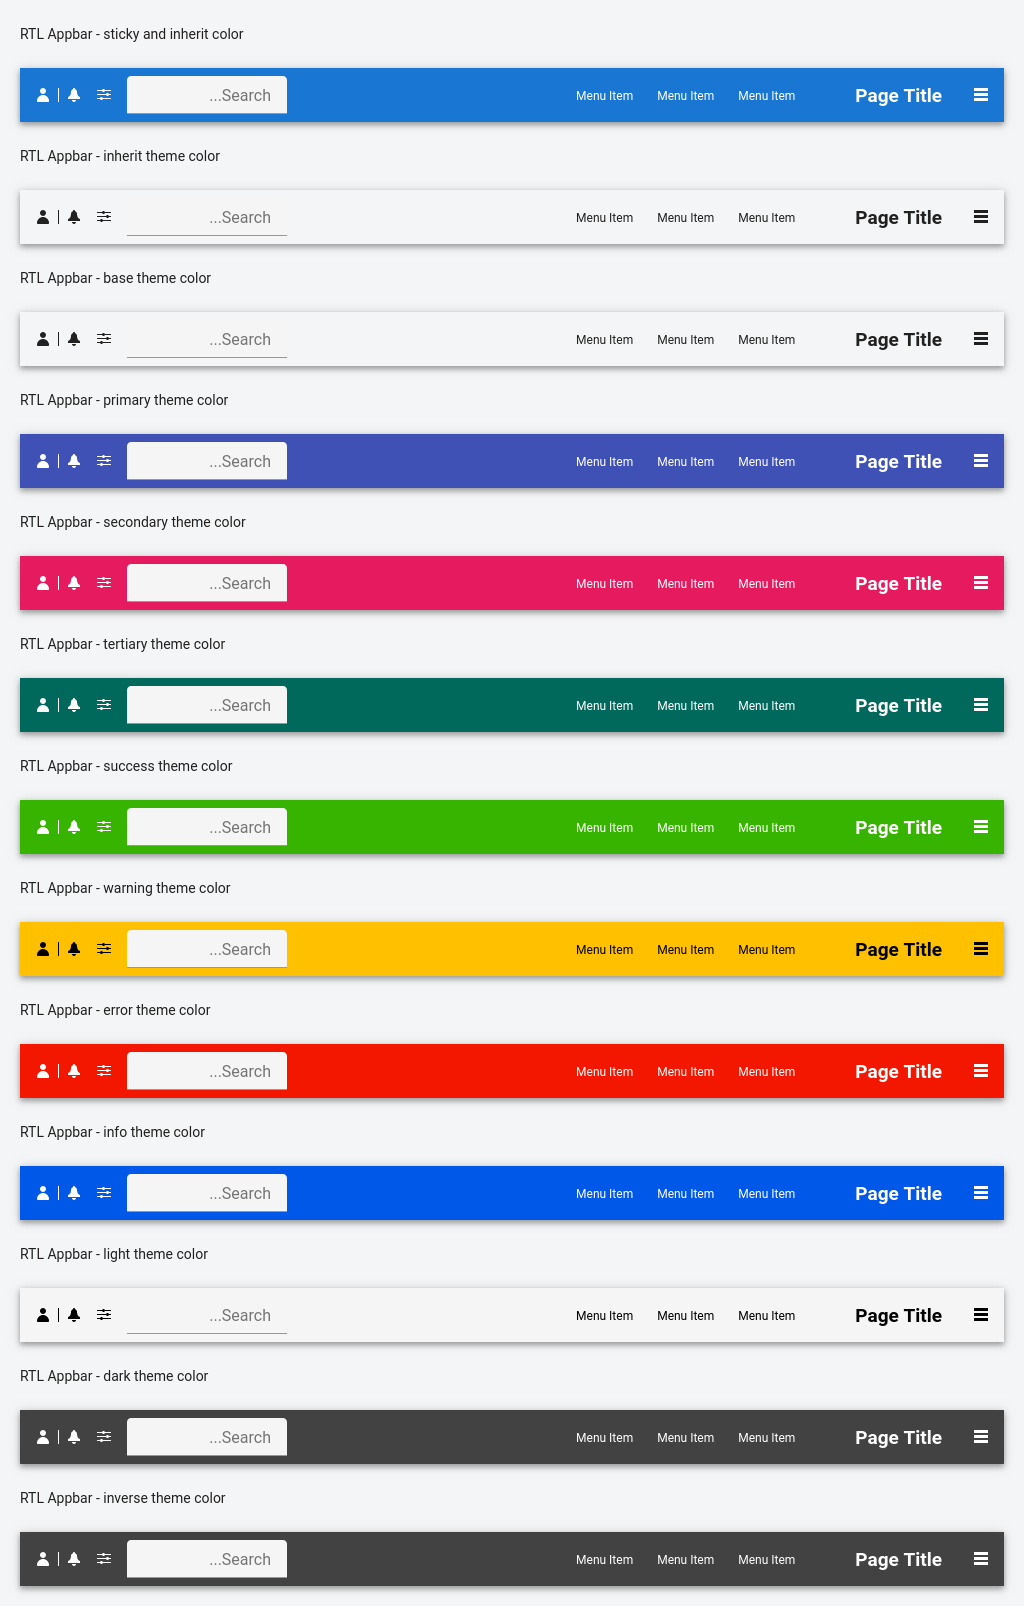 RTL Appbar - sticky and inherit color
...Search Menu Item Menu Item Menu Item Page Title
RTL Appbar - inherit theme color
...Search Menu Item Menu Item Menu Item Page Title
RTL Appbar - base theme color
...Search Menu Item Menu Item Menu Item Page Title
RTL Appbar - primary theme color
...Search Menu Item Menu Item Menu Item Page Title
RTL Appbar - secondary theme color
...Search Menu Item Menu Item Menu Item Page Title
RTL Appbar - tertiary theme color
...Search Menu Item Menu Item Menu Item Page Title
RTL Appbar - success theme color
...Search Menu Item Menu Item Menu Item Page Title
RTL Appbar - warning theme color
...Search Menu Item Menu Item Menu Item Page Title
RTL Appbar - error theme color
...Search Menu Item Menu Item Menu Item Page Title
RTL Appbar - info theme color
...Search Menu Item Menu Item Menu Item Page Title
RTL Appbar - light theme color
...Search Menu Item Menu Item Menu Item Page Title
RTL Appbar - dark theme color
...Search Menu Item Menu Item Menu Item Page Title
RTL Appbar - inverse theme color
...Search Menu Item Menu Item Menu Item Page Title